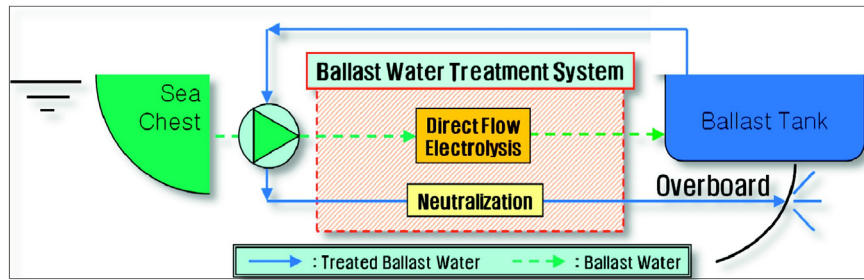 Ballast Water Treatment System
Sea
Chest
Direct Flow
Electrolysis
Ballast Tank
Neutralization
Overboard
: Treated Ballast Water
: Ballast Water